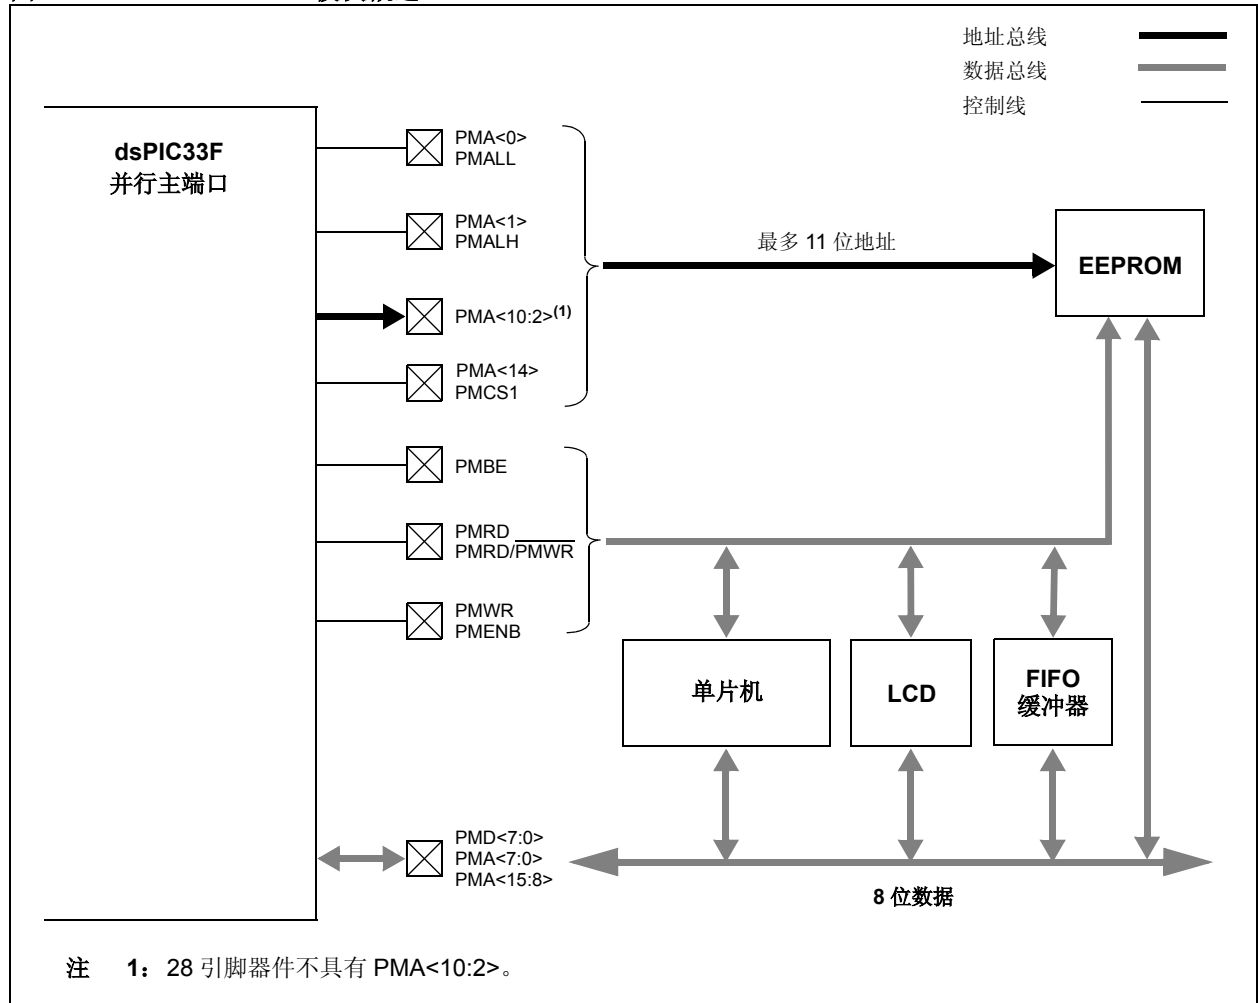 地址总线
数据总线
控制线
dsPIC33F
并行主端口
PMA<0>
PMALL
PMA<1>
PMALH
PMA<10:2>(1)
PMA<14>
PMCS1
PMBE
PMRD
PMRD/PMWR
PMWR
PMENB
PMD<7:0>
PMA<7:0>
PMA<15:8>
最多 11 位地址
EEPROM
单片机
LCD
FIFO
缓冲器
8 位数据
注 1：28 引脚器件不具有 PMA<10:2>。